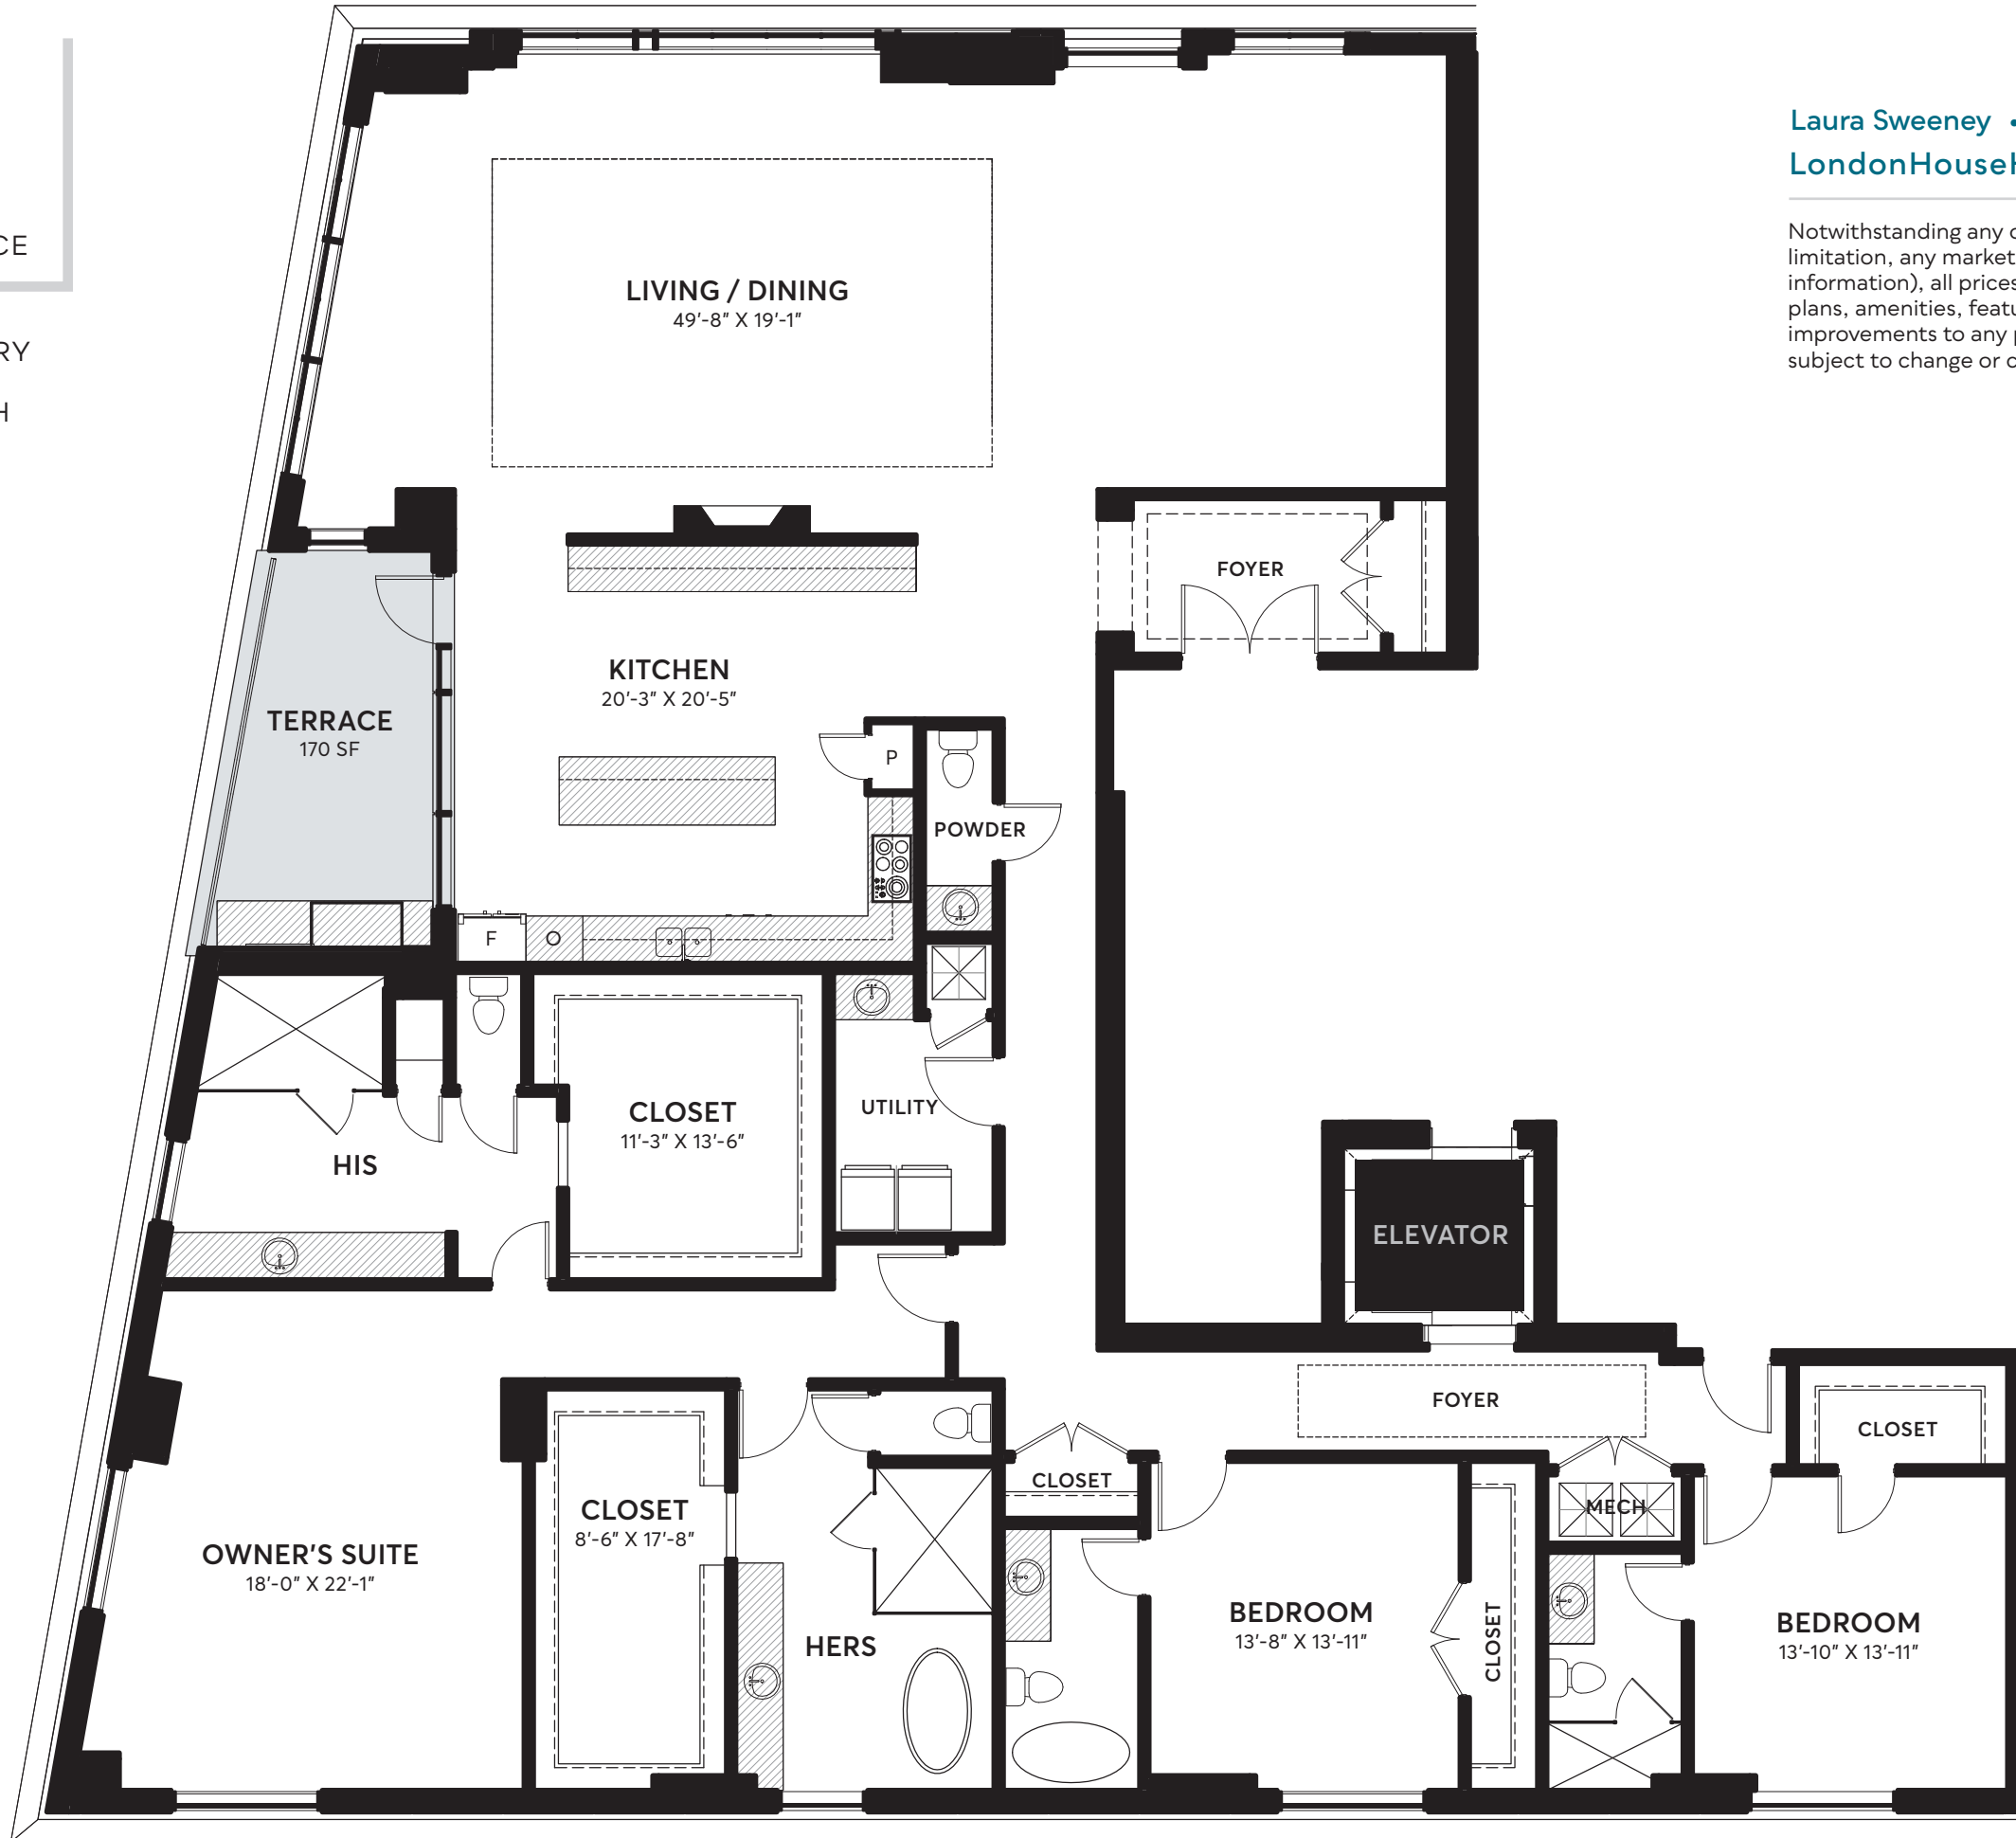 CE
RY
H
Laura Sweeney •
LondonHouse
Notwithstanding any
limitation, any market
information), all prices
plans, amenities, featu
improvements to any
subject to change or
LIVING / DINING
49'-8" X 19'-1"
FOYER
KITCHEN
20'-3" X 20'-5"
TERRACE
170 SF
P
POWDER
F
O
CLOSET
11'-3" X 13'-6"
UTILITY
HIS
ELEVATOR
FOYER
CLOSET
CLOSET
MECH
CLOSET
8'-6" X 17'-8"
OWNER'S SUITE
18'-0" X 22'-1"
HERS
BEDROOM
13'-8" X 13'-11"
CLOSET
BEDROOM
13'-10" X 13'-11"